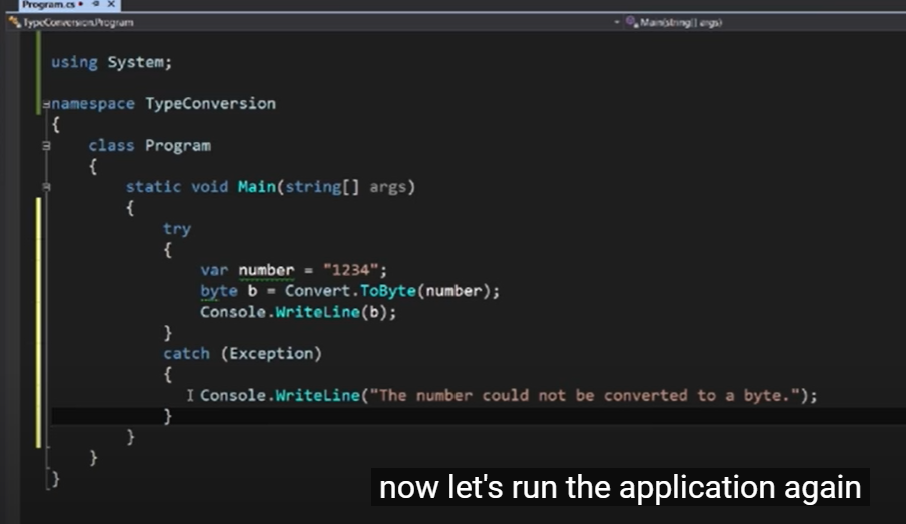 Program.cs
TypeConversion.Program
Main(string[] args)
using System;
namespace TypeConversion
{
class Program
{
static void Main(string[] args)
{
try
{
var number = "1234";
byte b = Convert.ToByte(number);
Console.WriteLine(b);
}
catch (Exception)
{
Console.WriteLine("The number could not be converted to a byte.");
}
}
}
}
now let's run the application again